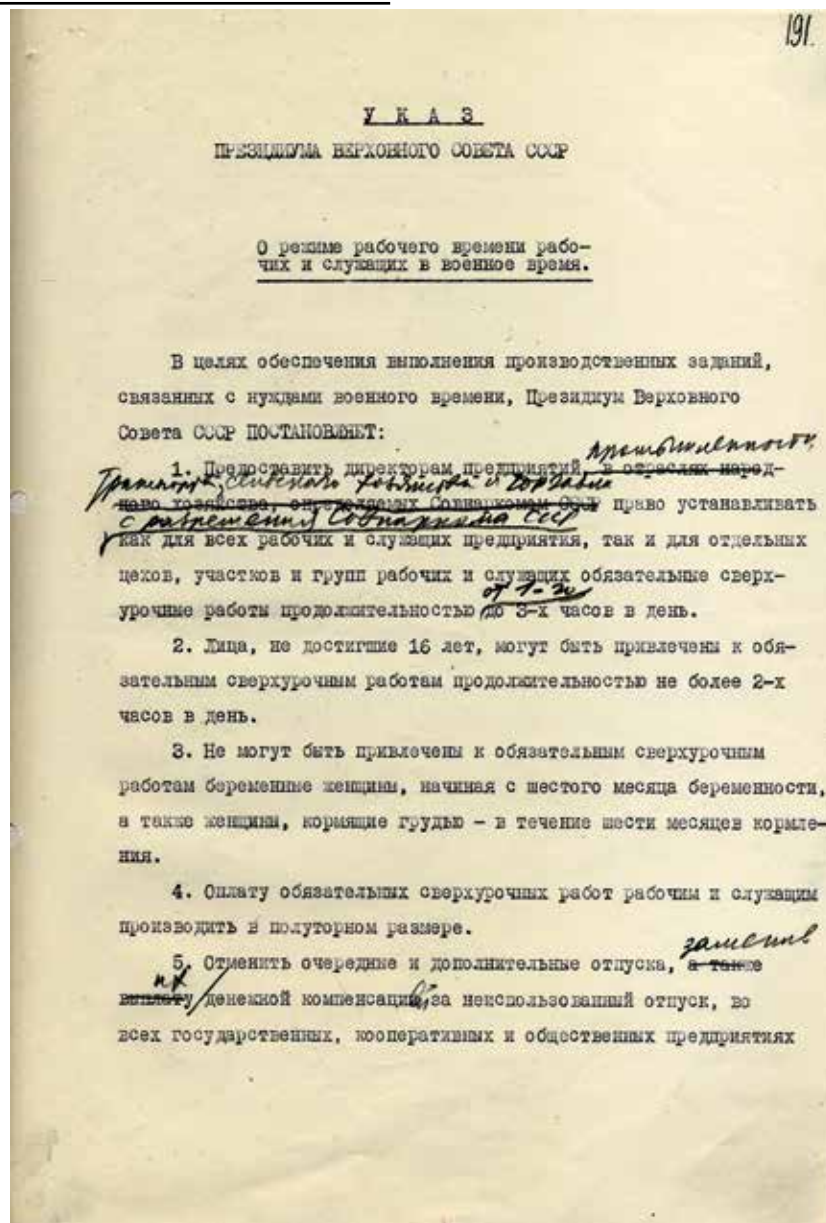 191.
УКАЗ
ПРЕЗИДИУМА ВЕРХОВНОГО СОВЕТА СССР
О режиме рабочего времени рабо-
чих и служащих в военное время.
В целях обеспечения выполнения производственных заданий,
связанных с нуждами военного времени, Президиум Верховного
Совета СССР ПОСТАНОВЛЯЕТ:
промышленности,
1. Предоставить директорам предприятий, в отраслях народ-
транспорта, сельского хозяйства и торговли
ного хозяйства, определяемых Совнаркомом СССР право устанавливать
с разрешения Совнаркома СССР
как для всех рабочих и служащих предприятия, так и для отдельных
цехов, участков и групп рабочих и служащих обязательные сверх-
от 1-го
урочные работы продолжительностью до 3-х часов в день.
2. Лица, не достигшие 16 лет, могут быть привлечены к обя-
зательным сверхурочным работам продолжительностью не более 2-х
часов в день.
3. Не могут быть привлечены к обязательным сверхурочным
работам беременные женщины, начиная с шестого месяца беременности,
а также женщины, кормящие грудью - в течение шести месяцев кормле-
ния.
4. Оплату обязательных сверхурочных работ рабочим и служащим
производить в полуторном размере.
заменив
5. Отменить очередные и дополнительные отпуска, а также
их
выплату денежной компенсацией за неиспользованный отпуск, во
всех государственных, кооперативных и общественных предприятиях